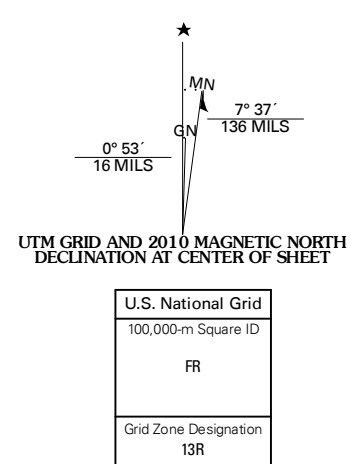 MN
GN
7° 37´
136 MILS
0° 53´
16 MILS
UTM GRID AND 2010 MAGNETIC NORTH
DECLINATION AT CENTER OF SHEET
U.S. National Grid
100,000-m Square ID
FR
Grid Zone Designation
13R